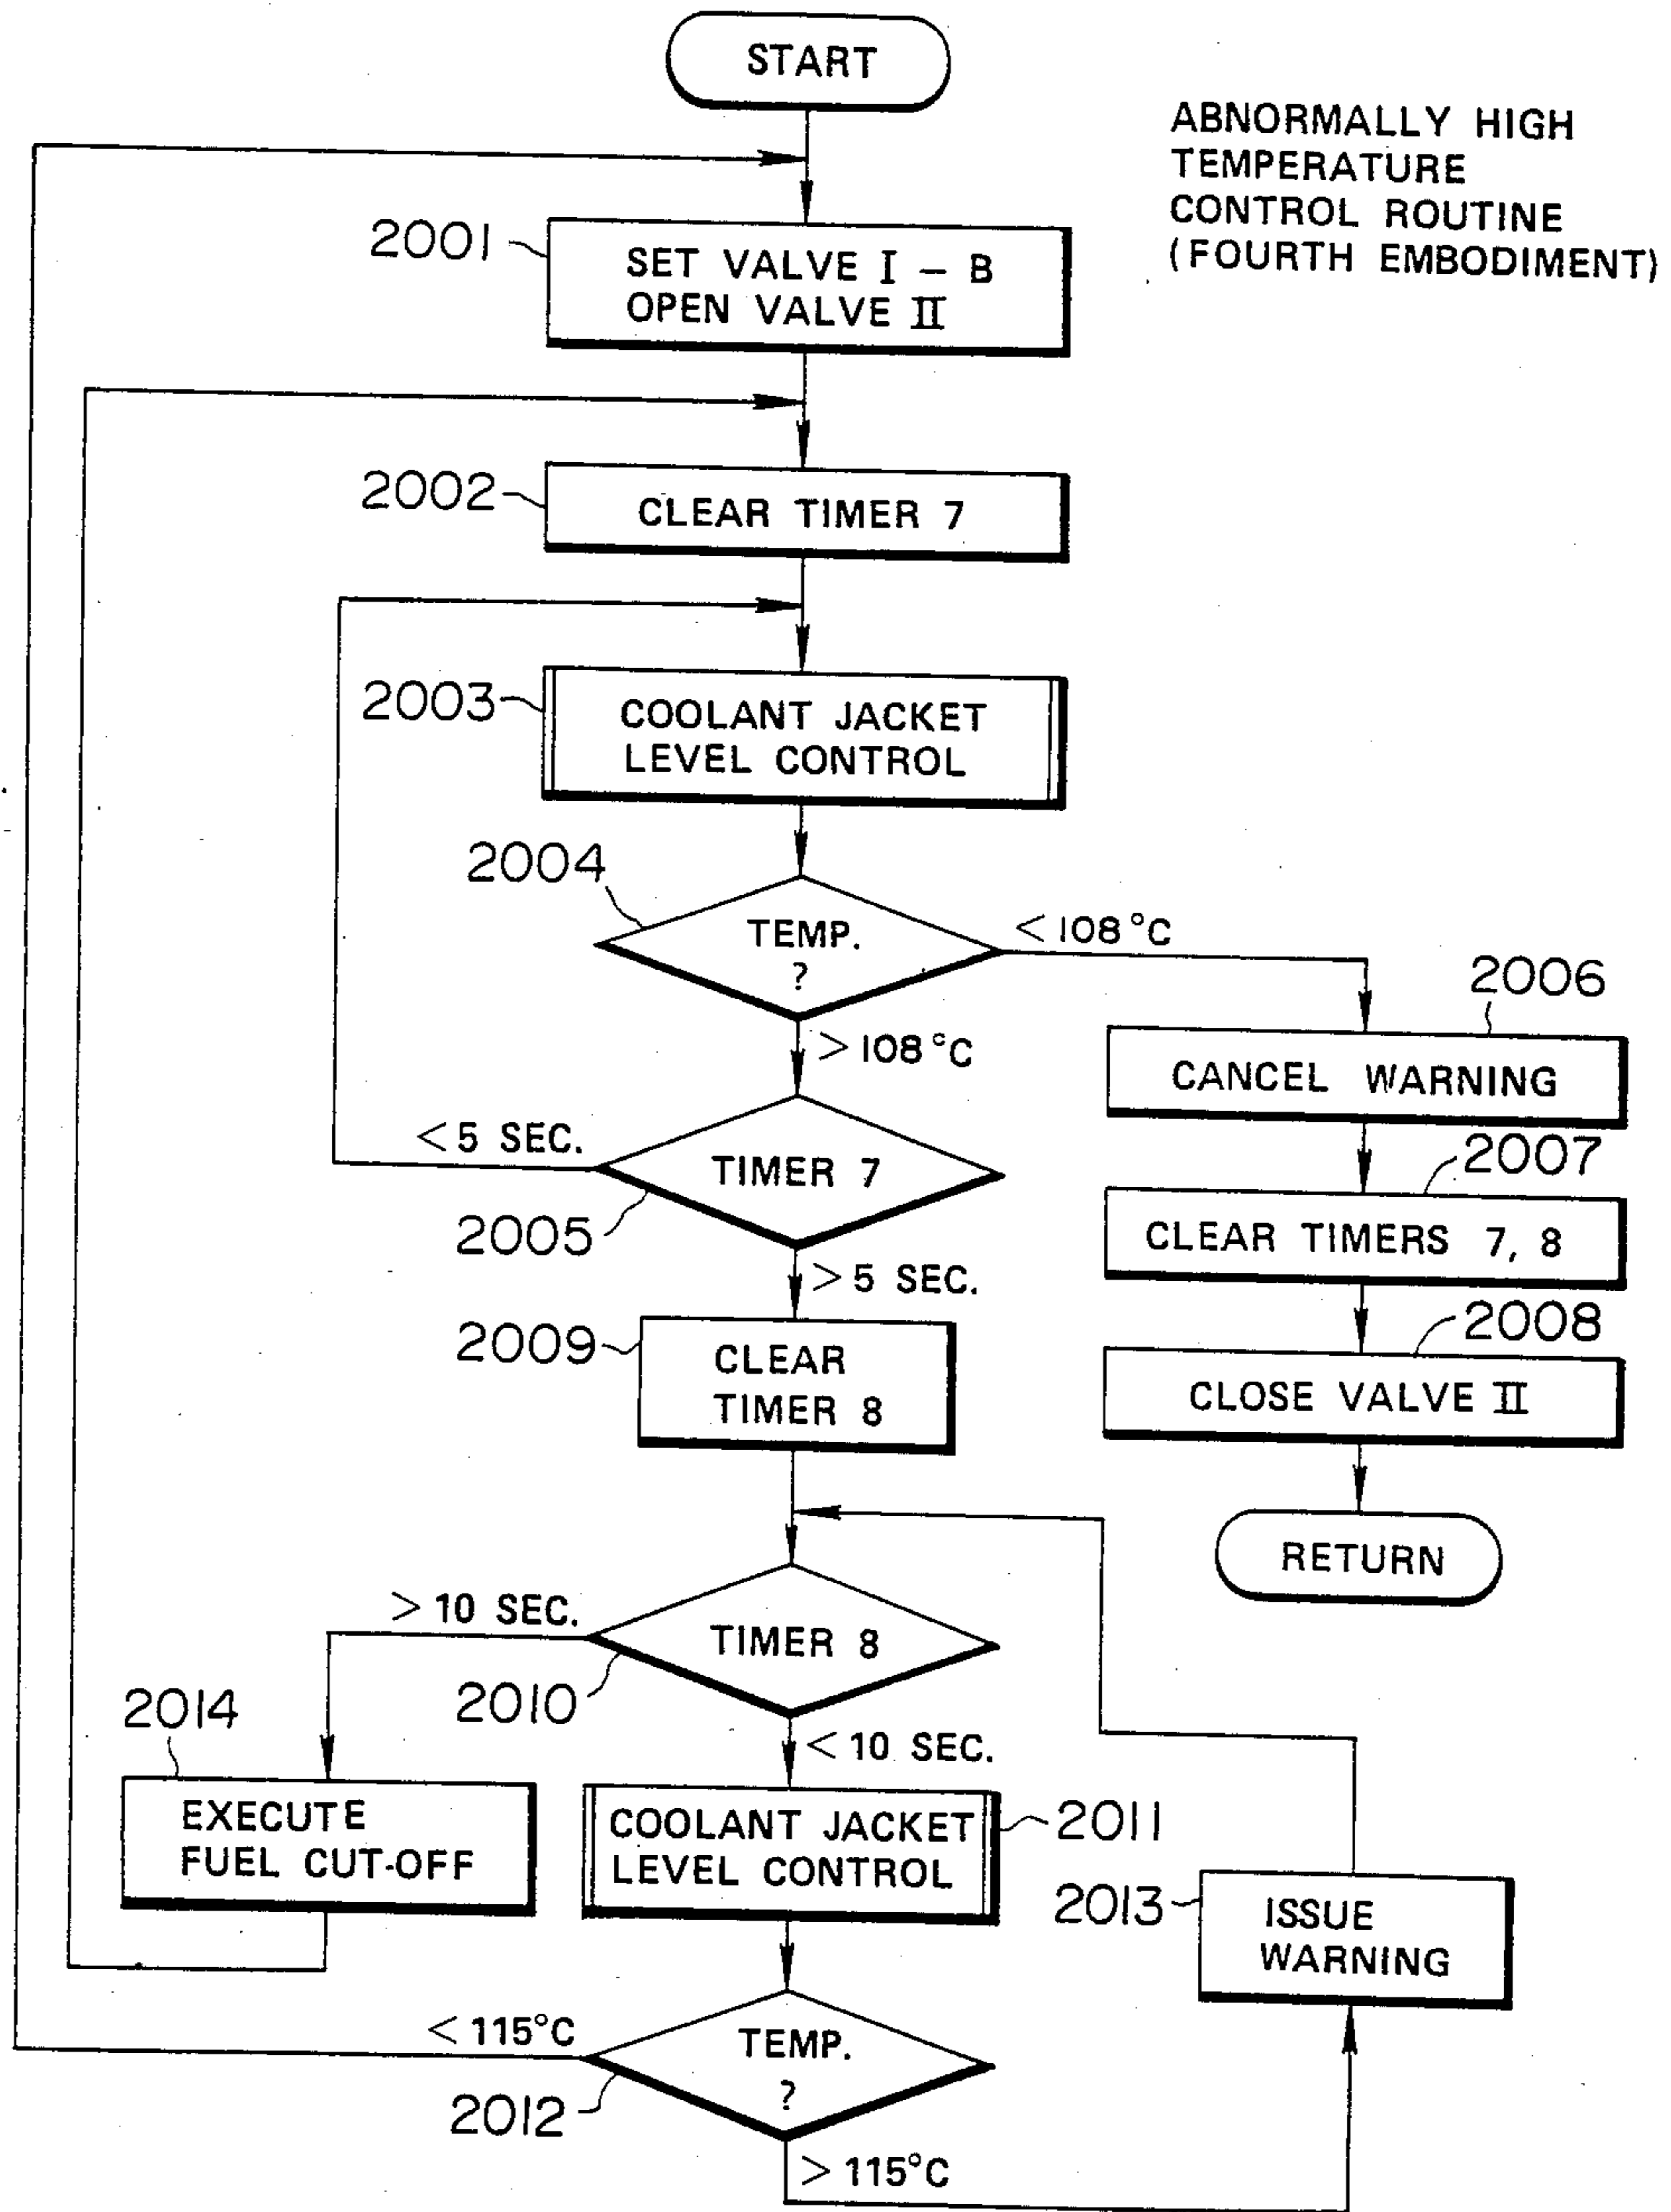 START
ABNORMALLY HIGH
TEMPERATURE
CONTROL ROUTINE
(FOURTH EMBODIMENT)
2001
SET VALVE I – B
OPEN VALVE II
2002
CLEAR TIMER 7
2003
COOLANT JACKET
LEVEL CONTROL
2004
TEMP.
?
< 108°C
> 108°C
2006
CANCEL WARNING
< 5 SEC.
TIMER 7
2005
2007
CLEAR TIMERS 7, 8
> 5 SEC.
2009
CLEAR
TIMER 8
2008
CLOSE VALVE II
RETURN
> 10 SEC.
TIMER 8
2010
2014
< 10 SEC.
EXECUTE
FUEL CUT-OFF
COOLANT JACKET
LEVEL CONTROL
2011
2013
ISSUE
WARNING
< 115°C
TEMP.
?
2012
> 115°C